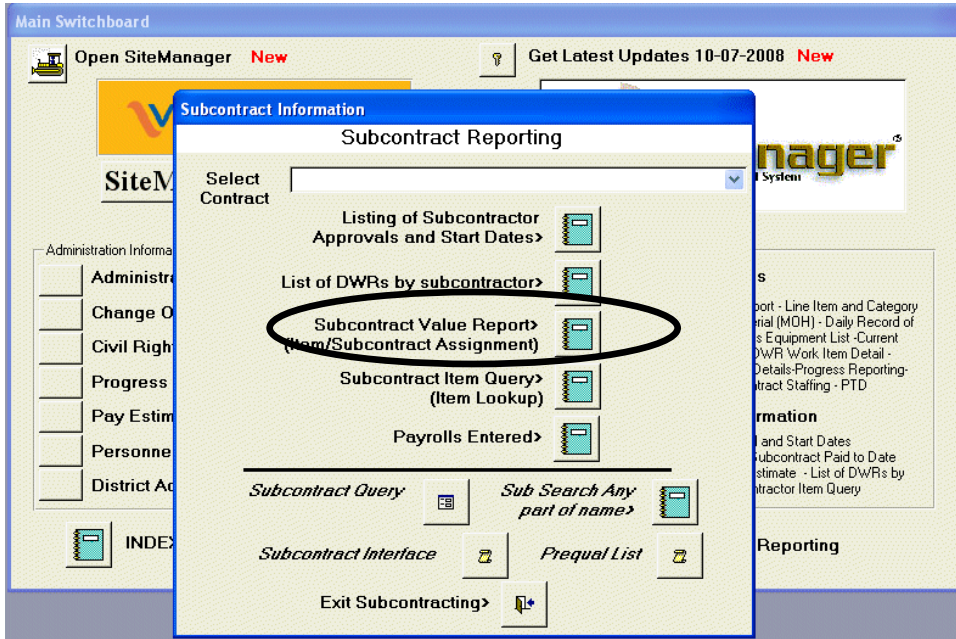 Main Switchboard
Open SiteManager New
Get Latest Updates 10-07-2008 New
Subcontract Information
Subcontract Reporting
nager®
SiteM
l System
Select
Contract
Listing of Subcontractor
Approvals and Start Dates>
Administration Informa
Administra
List of DWRs by subcontractor>
s
Change O
Subcontract Value Report>
(Item/Subcontract Assignment)
port - Line Item and Category
erial (MOH) - Daily Record of
s Equipment List -Current
DWR Work Item Detail -
Details-Progress Reporting-
ntract Staffing - PTD
Civil Righ
Progress
Subcontract Item Query>
(Item Lookup)
Pay Estim
rmation
Payrolls Entered>
Personne
l and Start Dates
Subcontract Paid to Date
stimate - List of DWRs by
ntractor Item Query
District Ad
Subcontract Query
Sub Search Any
part of name>
INDEX
Subcontract Interface
Prequal List
Reporting
Exit Subcontracting>